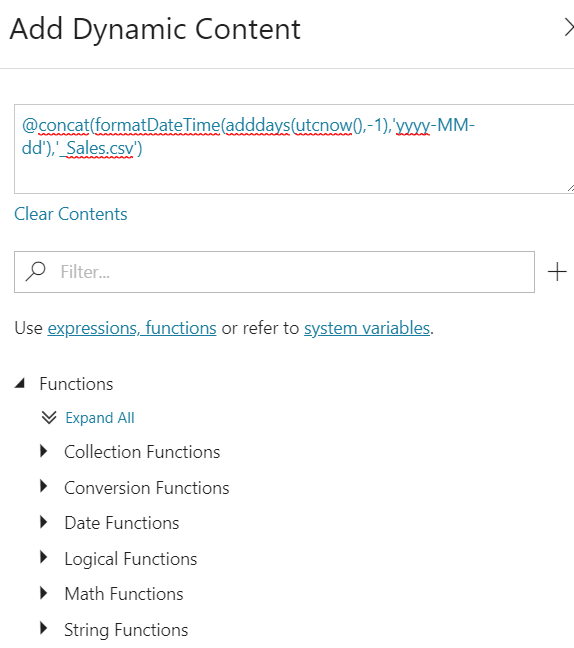 Add Dynamic Content
@concat(formatDateTime(adddays(utcnow(),-1),'yyyy-MM-
dd'),'_Sales.csv')
Clear Contents
Filter...
Use expressions, functions or refer to system variables.
Functions
Expand All
Collection Functions
Conversion Functions
Date Functions
Logical Functions
Math Functions
String Functions